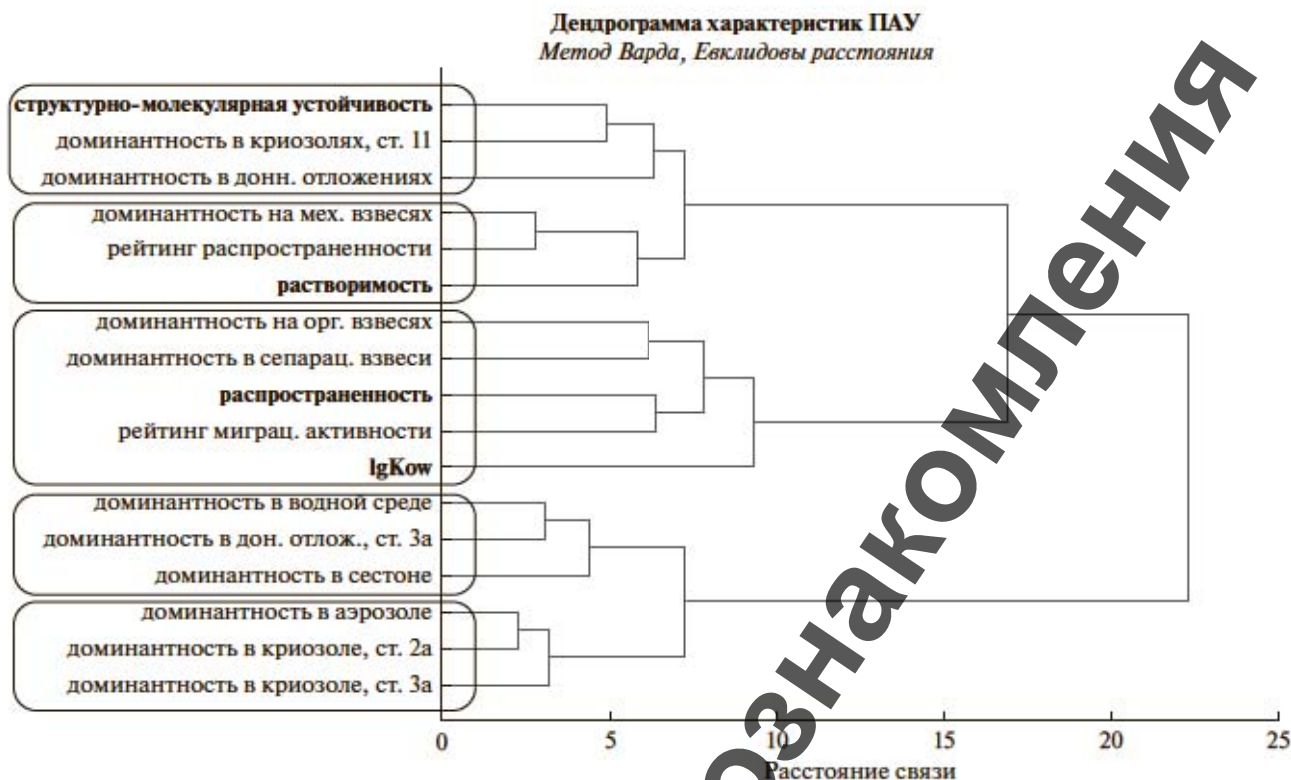 Дендрограмма характеристик ПАУ
Метод Варда, Евклидовы расстояния
структурно-молекулярная устойчивость
доминантность в криозолях, ст. 11
доминантность в донн. отложениях
доминантность на мех. взвесях
рейтинг распространенности
растворимость
доминантность на орг. взвесях
доминантность в сепарац. взвеси
распространенность
рейтинг миграц. активности
lgKow
доминантность в водной среде
доминантность в дон. отлож., ст. 3а
доминантность в сестоне
доминантность в аэрозоле
доминантность в криозоле, ст. 2а
доминантность в криозоле, ст. 3а
0 5 10 15 20 25
Расстояние связи
ознакомления